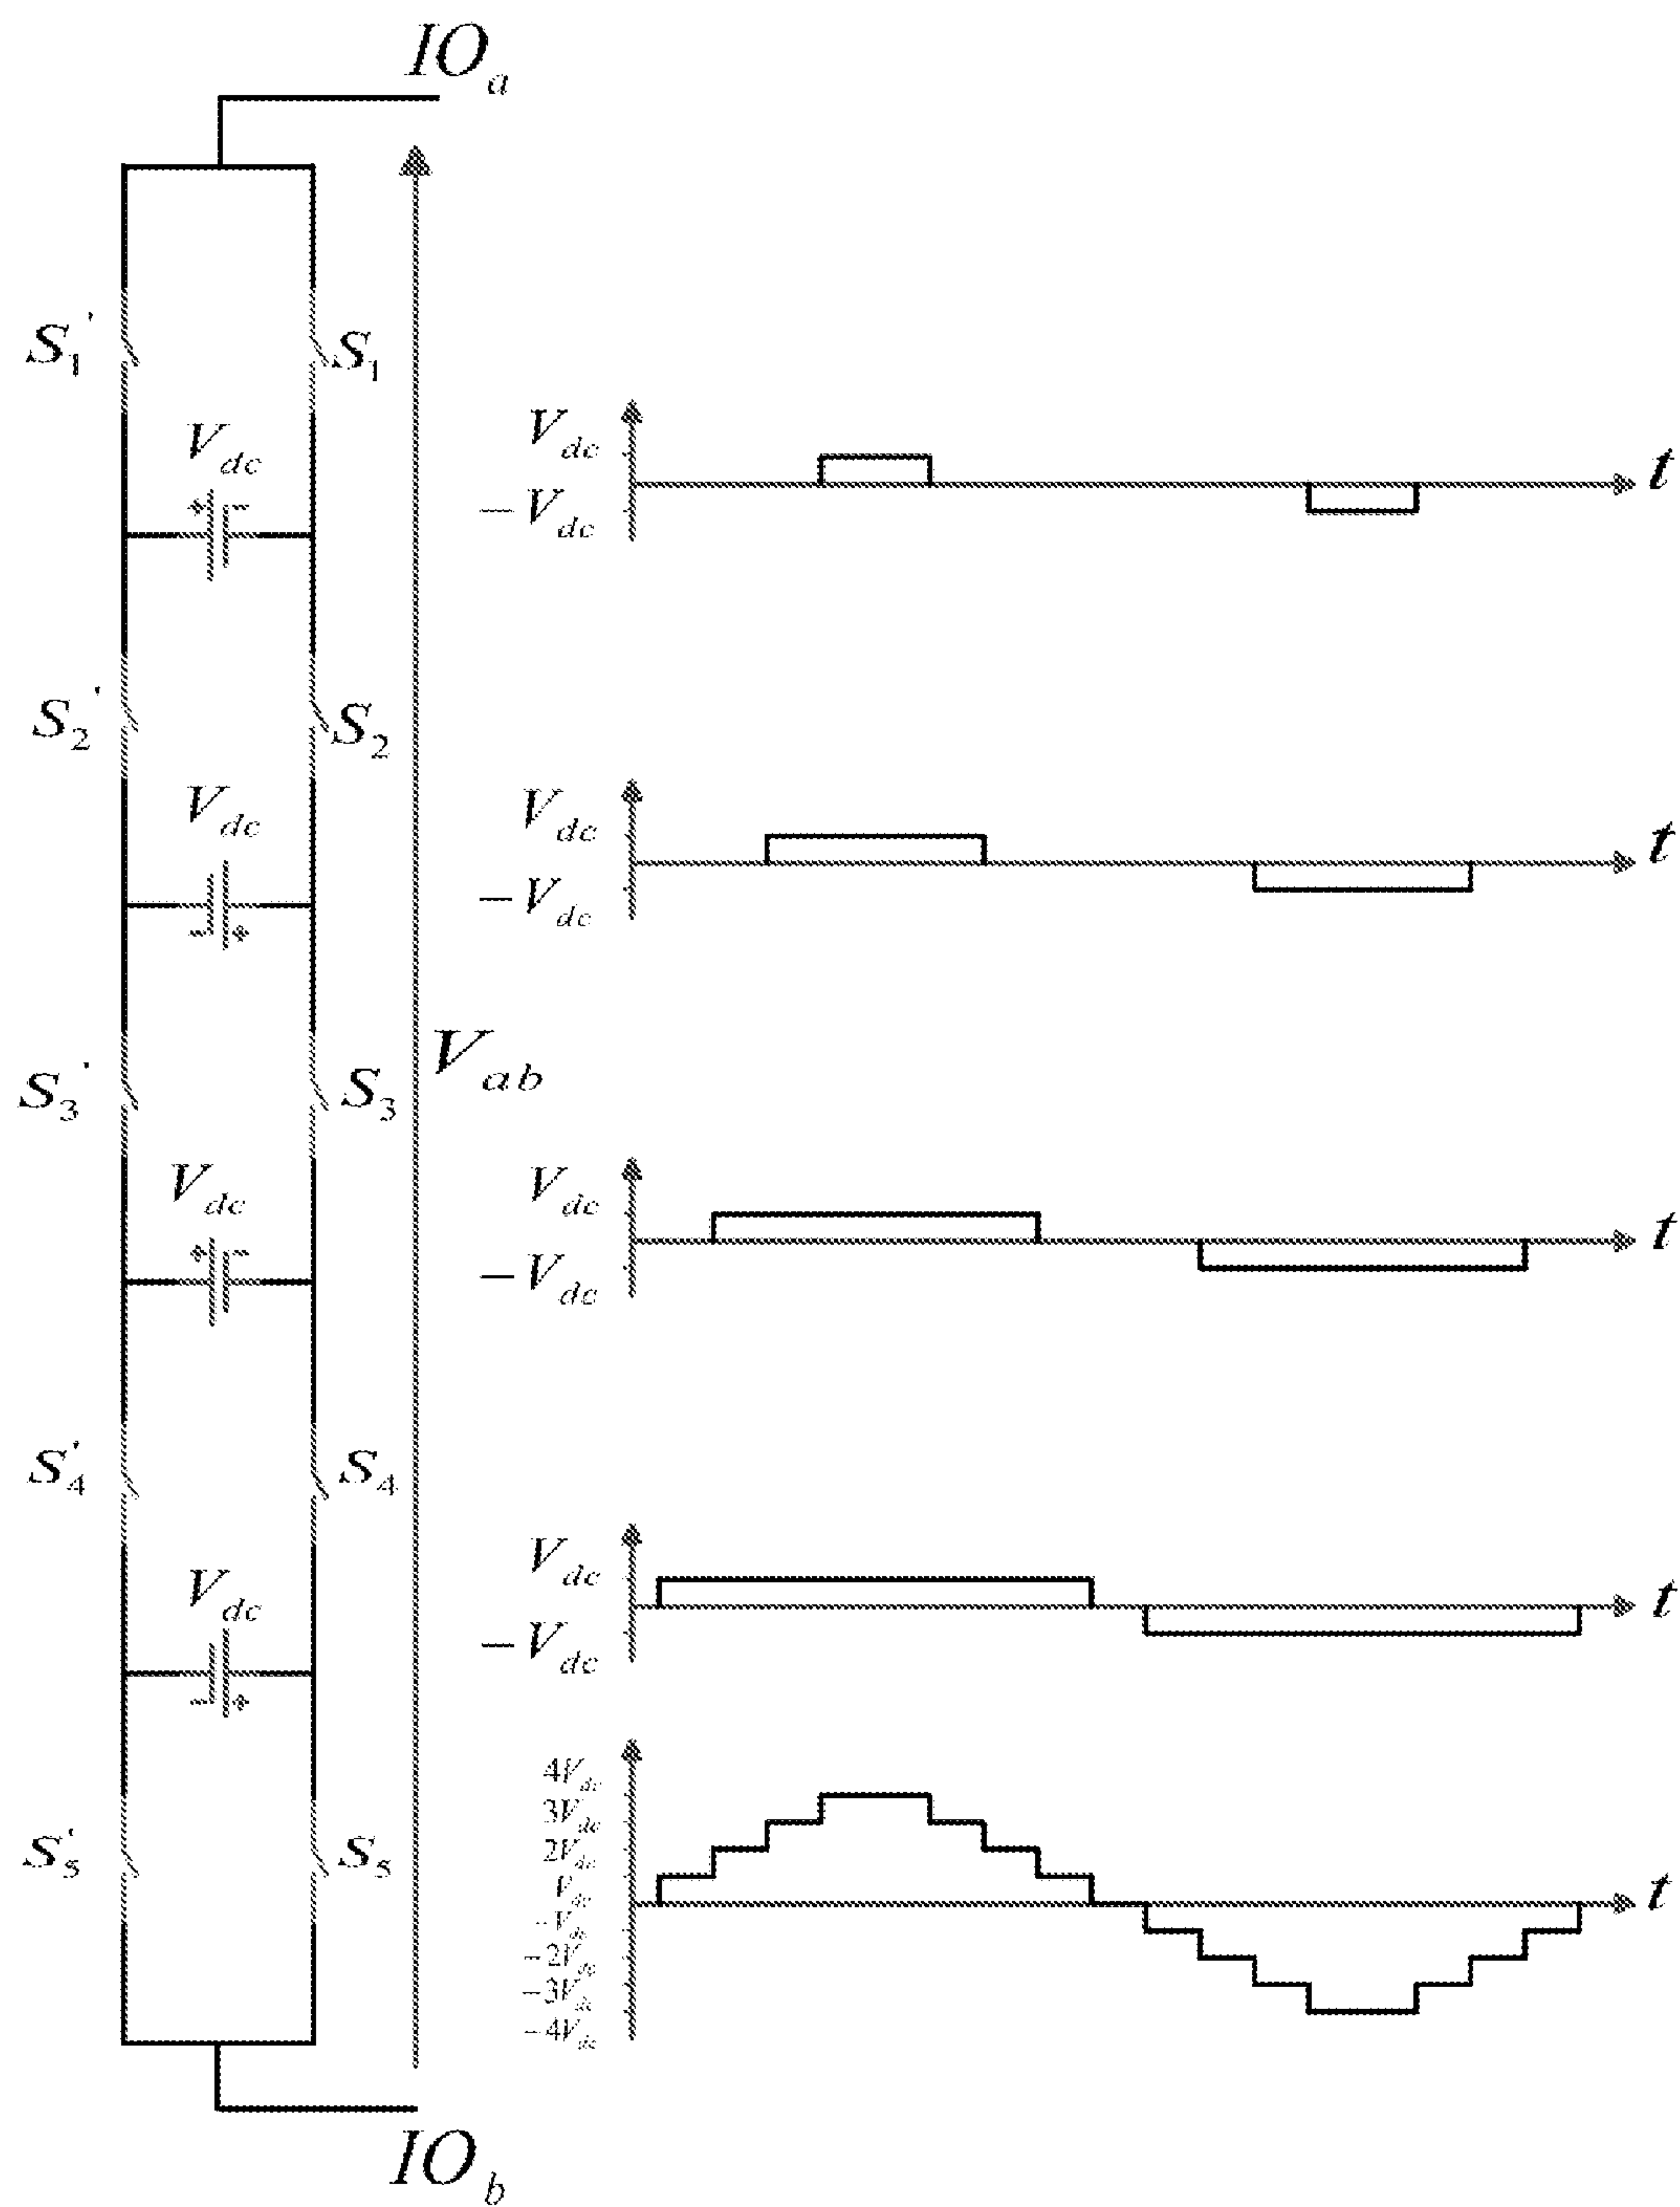 IOa
S1' S1
Vdc
S2' S2
Vdc
S3' S3
Vdc
S4' S4
Vdc
S5' S5
Vab
IOb
Vdc
−Vdc
t
Vdc
−Vdc
t
Vdc
−Vdc
t
Vdc
−Vdc
t
4Vdc
3Vdc
2Vdc
Vdc
−Vdc
−2Vdc
−3Vdc
−4Vdc
t